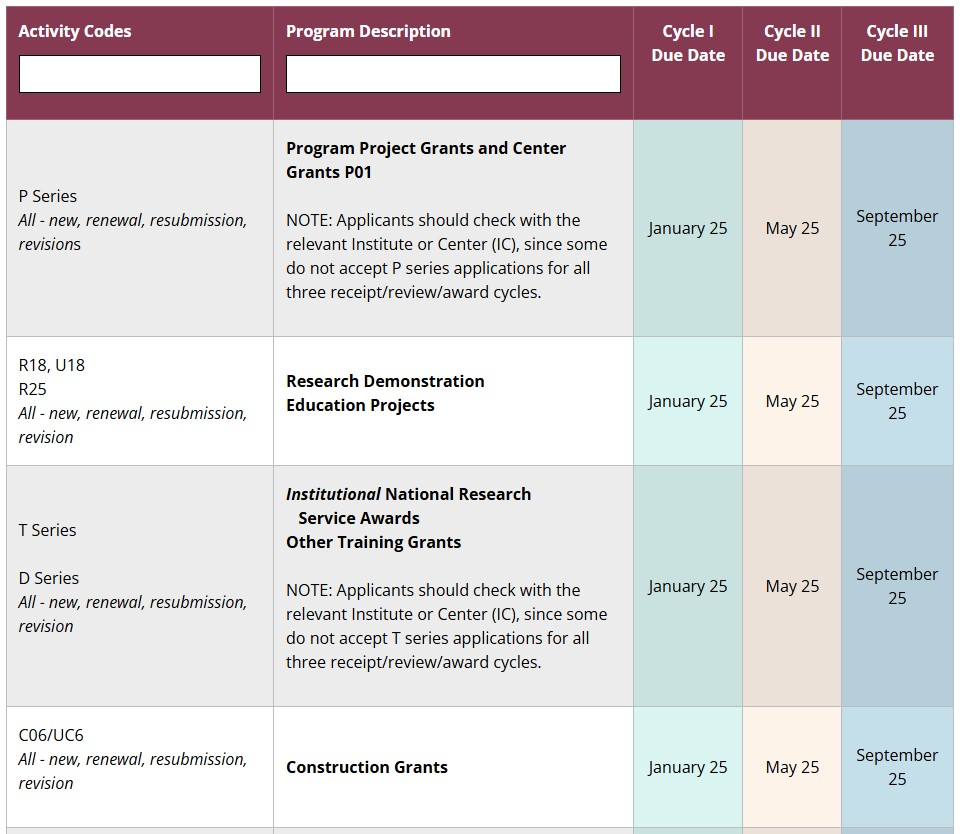 Activity Codes
Program Description
Cycle I
Due Date
Cycle II
Due Date
Cycle III
Due Date
P Series
All - new, renewal, resubmission,
revisions
Program Project Grants and Center
Grants P01
NOTE: Applicants should check with the
relevant Institute or Center (IC), since some
do not accept P series applications for all
three receipt/review/award cycles.
January 25
May 25
September
25
R18, U18
R25
All - new, renewal, resubmission,
revision
Research Demonstration
Education Projects
January 25
May 25
September
25
T Series
D Series
All - new, renewal, resubmission,
revision
Institutional National Research
Service Awards
Other Training Grants
NOTE: Applicants should check with the
relevant Institute or Center (IC), since some
do not accept T series applications for all
three receipt/review/award cycles.
January 25
May 25
September
25
C06/UC6
All - new, renewal, resubmission,
revision
Construction Grants
January 25
May 25
September
25